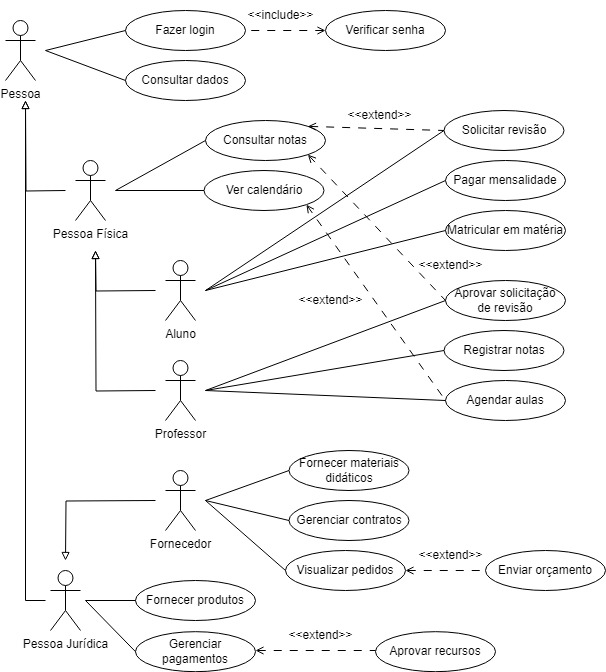 <<include>>
Fazer login
Verificar senha
Consultar dados
Pessoa
<<extend>>
Consultar notas
Solicitar revisão
Ver calendário
Pagar mensalidade
Pessoa Física
Matricular em matéria
<<extend>>
<<extend>>
Aprovar solicitação
de revisão
Aluno
Registrar notas
Agendar aulas
Professor
Fornecer materiais
didáticos
Gerenciar contratos
Fornecedor
<<extend>>
Visualizar pedidos
Enviar orçamento
Fornecer produtos
<<extend>>
Pessoa Jurídica
Gerenciar
pagamentos
Aprovar recursos